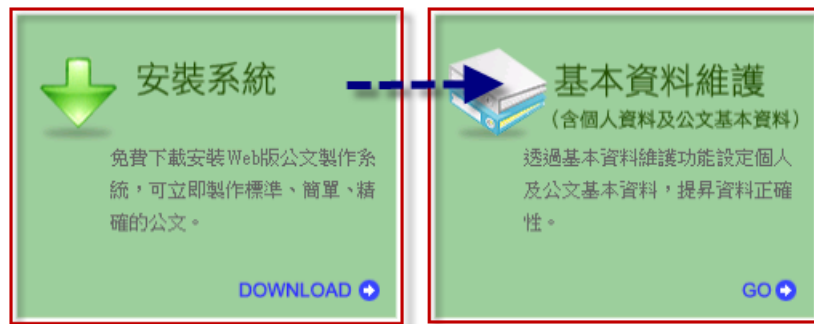 安裝系統
免費下載安裝Web版公文製作系
統，可立即製作標準、簡單、精
確的公文。
DOWNLOAD
基本資料維護
(含個人資料及公文基本資料)
透過基本資料維護功能設定個人
及公文基本資料，提昇資料正確
性。
GO